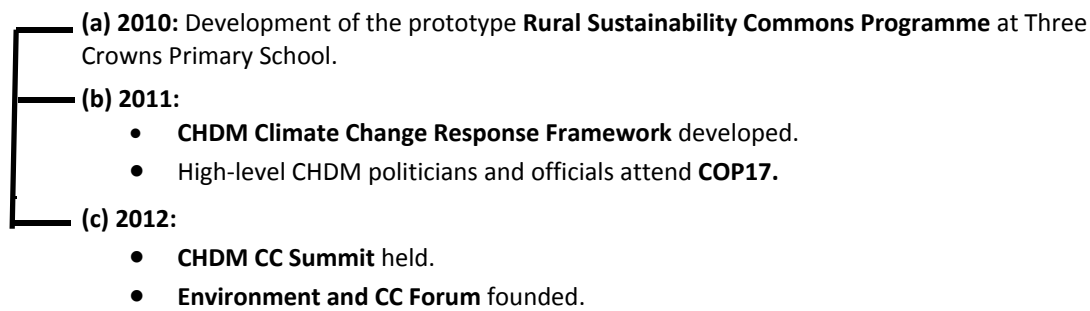 (a) 2010: Development of the prototype Rural Sustainability Commons Programme at Three
Crowns Primary School.
(b) 2011:
• CHDM Climate Change Response Framework developed.
• High-level CHDM politicians and officials attend COP17.
(c) 2012:
• CHDM CC Summit held.
• Environment and CC Forum founded.